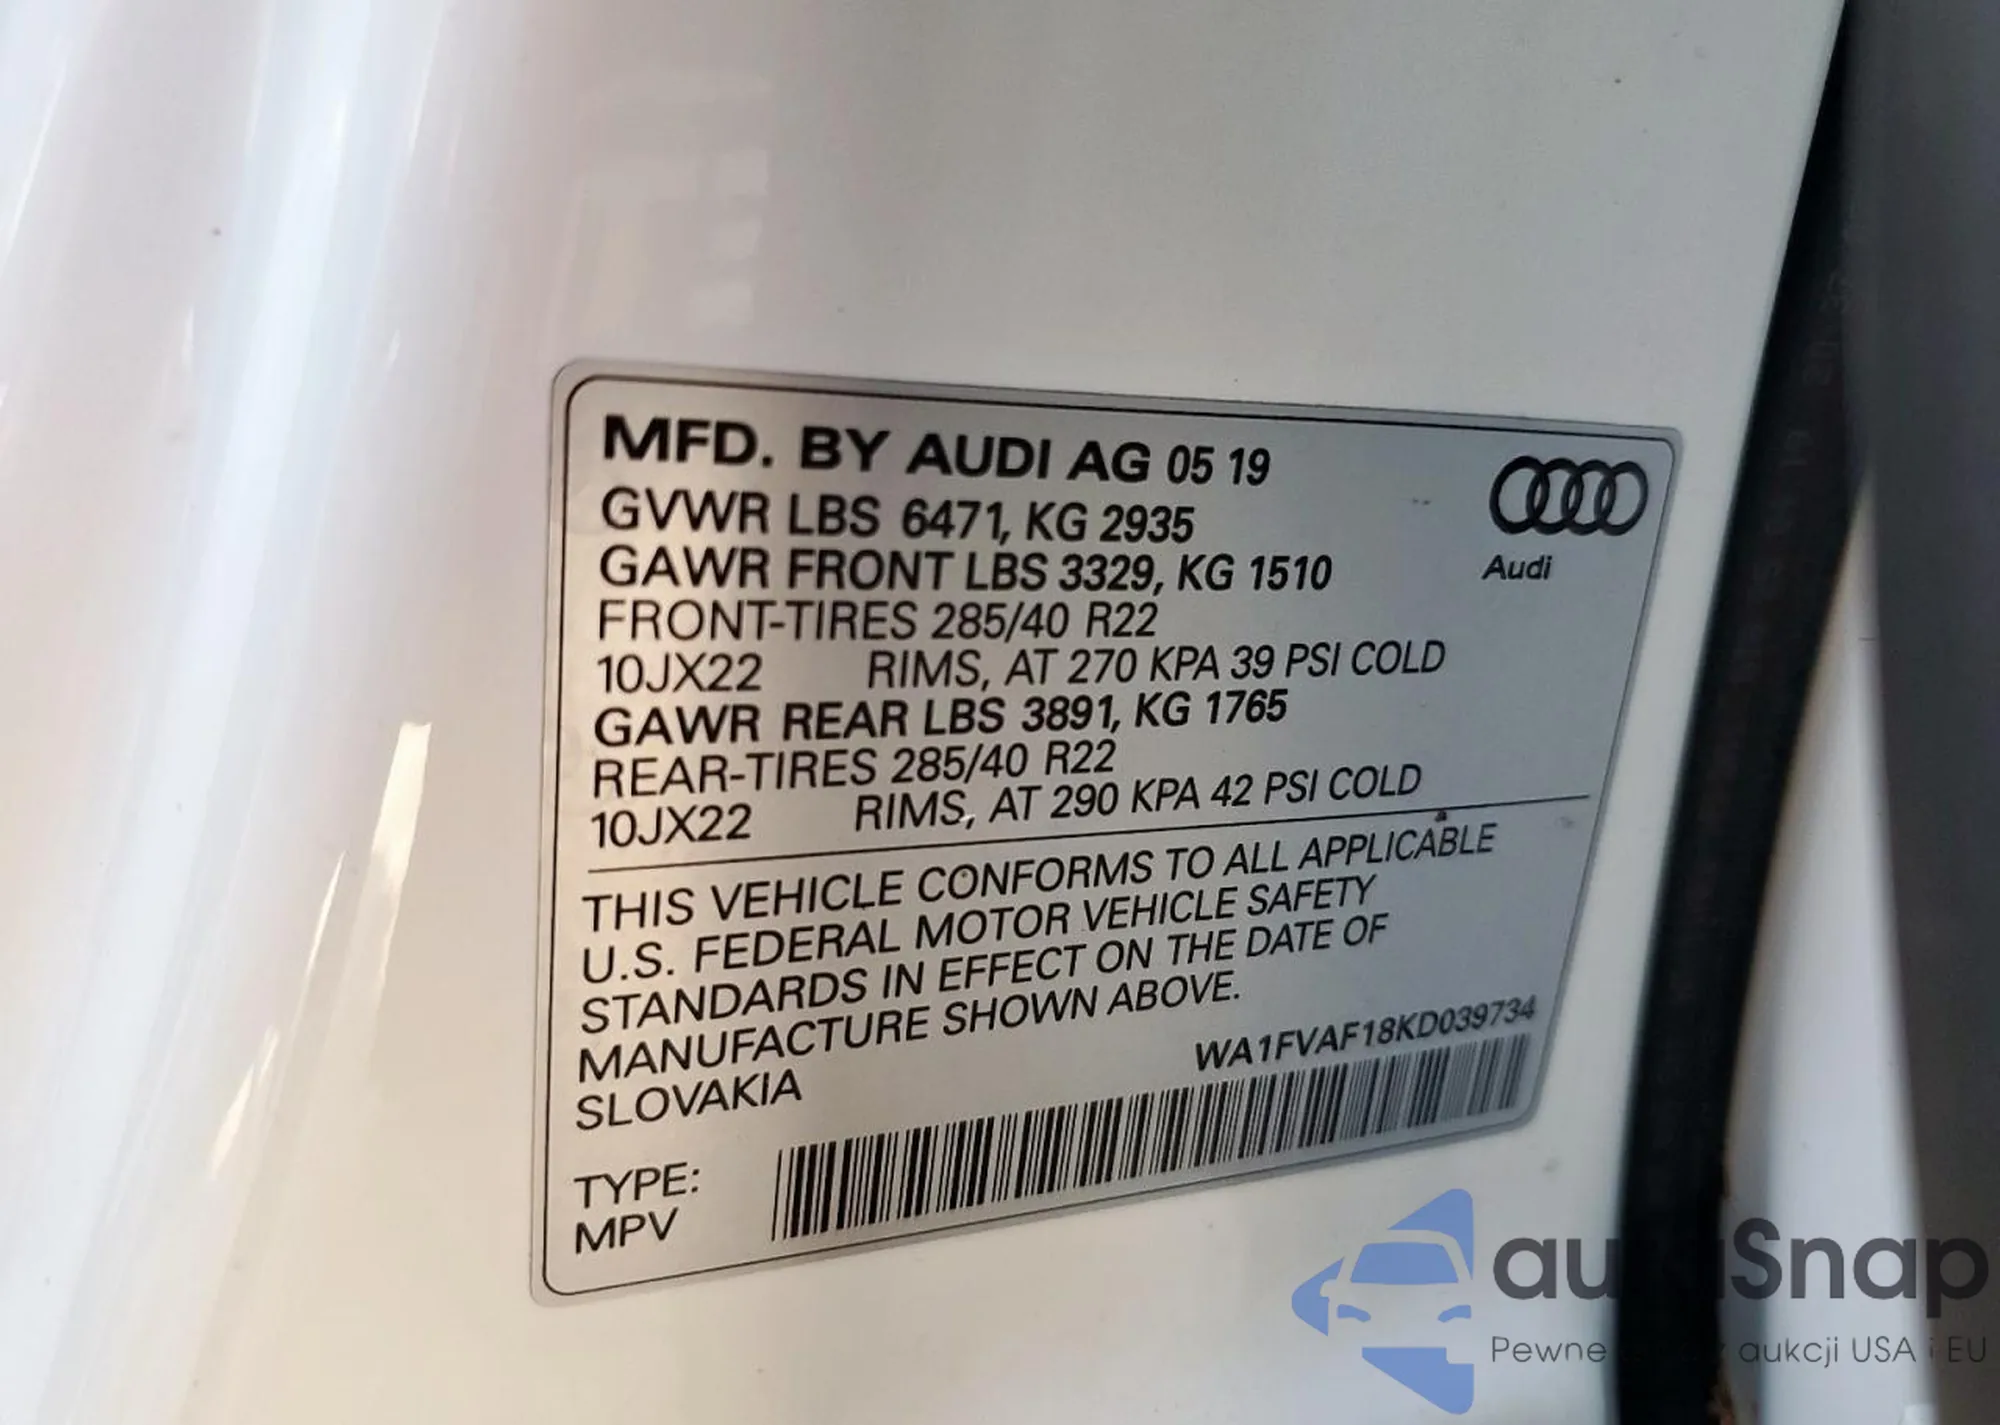 MFD. BY AUDI AG 05 19
GVWR LBS 6471, KG 2935
GAWR FRONT LBS 3329, KG 1510
FRONT-TIRES 285/40 R22
10JX22 RIMS, AT 270 KPA 39 PSI COLD
GAWR REAR LBS 3891, KG 1765
REAR-TIRES 285/40 R22
10JX22 RIMS, AT 290 KPA 42 PSI COLD
Audi
THIS VEHICLE CONFORMS TO ALL APPLICABLE
U.S. FEDERAL MOTOR VEHICLE SAFETY
STANDARDS IN EFFECT ON THE DATE OF
MANUFACTURE SHOWN ABOVE.
SLOVAKIA
WA1FVAF18KD039734
TYPE:
MPV
Pewne aukcji USA i EU